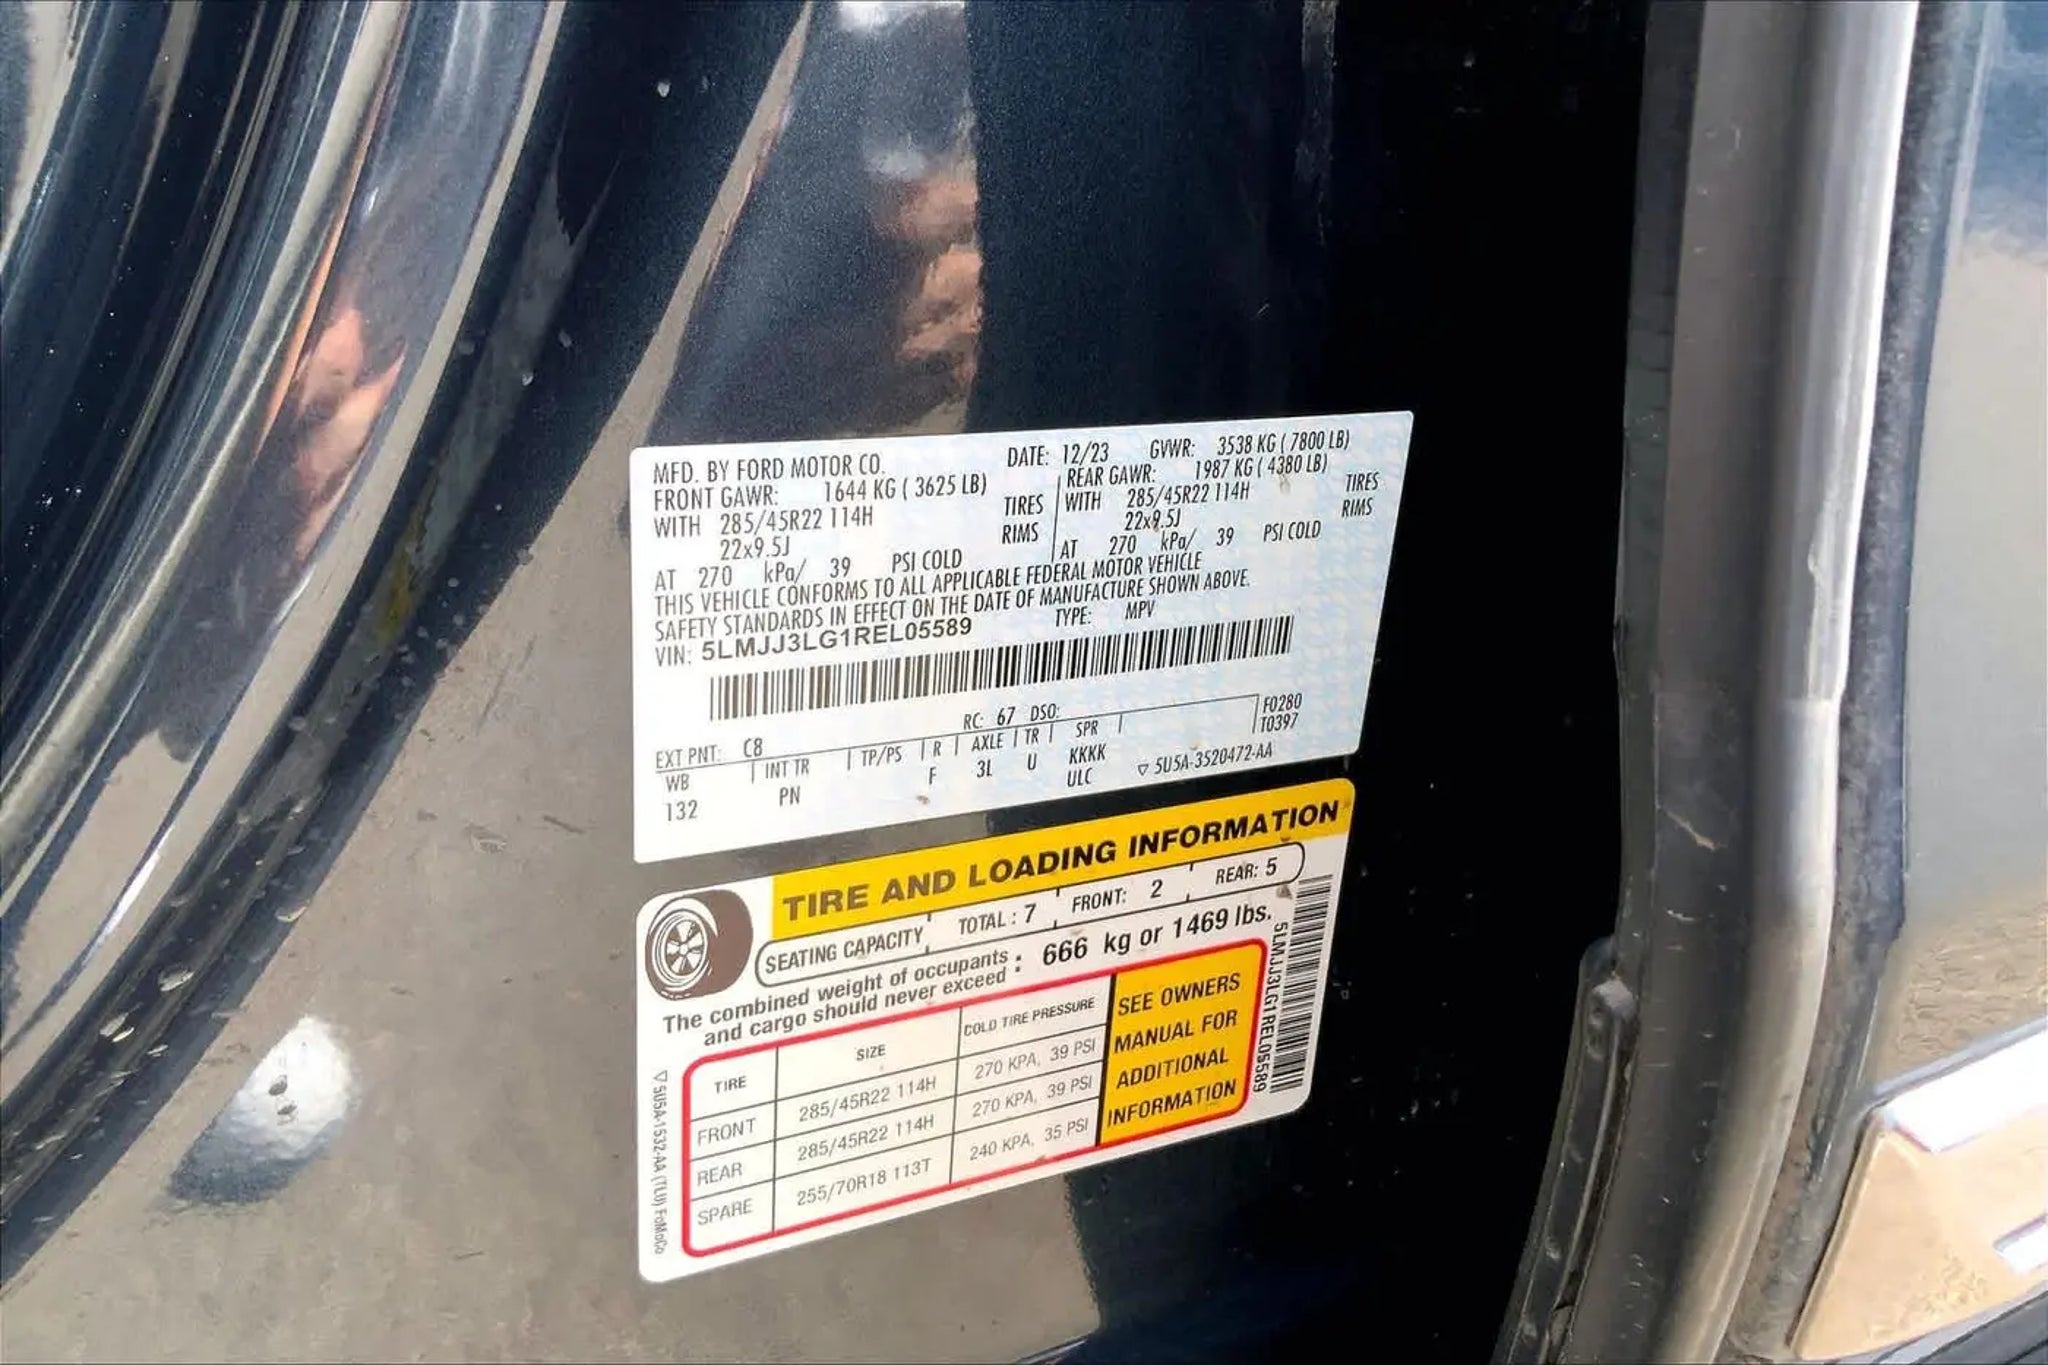 MFD. BY FORD MOTOR CO.
DATE: 12/23 GVWR: 3538 KG ( 7800 LB)
FRONT GAWR: 1644 KG ( 3625 LB)
WITH 285/45R22 114H TIRES
22x9.5J RIMS
AT 270 kPa/ 39 PSI COLD
REAR GAWR: 1987 KG ( 4380 LB)
WITH 285/45R22 114H TIRES
22x9.5J RIMS
AT 270 kPa/ 39 PSI COLD
THIS VEHICLE CONFORMS TO ALL APPLICABLE FEDERAL MOTOR VEHICLE
SAFETY STANDARDS IN EFFECT ON THE DATE OF MANUFACTURE SHOWN ABOVE.
VIN: 5LMJJ3LG1REL05589 TYPE: MPV
F0280
T0397
EXT PNT: C8 RC: 67 DSO:
WB INT TR TP/PS R AXLE TR SPR
132 PN F 3L U KKKK
ULC ▽ 5U5A-3520472-AA
TIRE AND LOADING INFORMATION
SEATING CAPACITY TOTAL : 7 FRONT: 2 REAR: 5
The combined weight of occupants
and cargo should never exceed : 666 kg or 1469 lbs.
TIRE SIZE COLD TIRE PRESSURE
FRONT 285/45R22 114H 270 KPA, 39 PSI
REAR 285/45R22 114H 270 KPA, 39 PSI
SPARE 255/70R18 113T 240 KPA, 35 PSI
SEE OWNERS
MANUAL FOR
ADDITIONAL
INFORMATION
5LMJJ3LG1REL05589
▽ 5U5A-1532-AA (TLU) FoMoCo